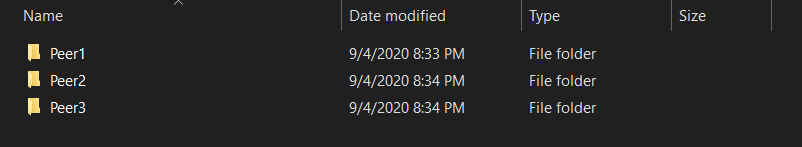 Name Date modified Type Size
Peer1 9/4/2020 8:33 PM File folder
Peer2 9/4/2020 8:34 PM File folder
Peer3 9/4/2020 8:34 PM File folder